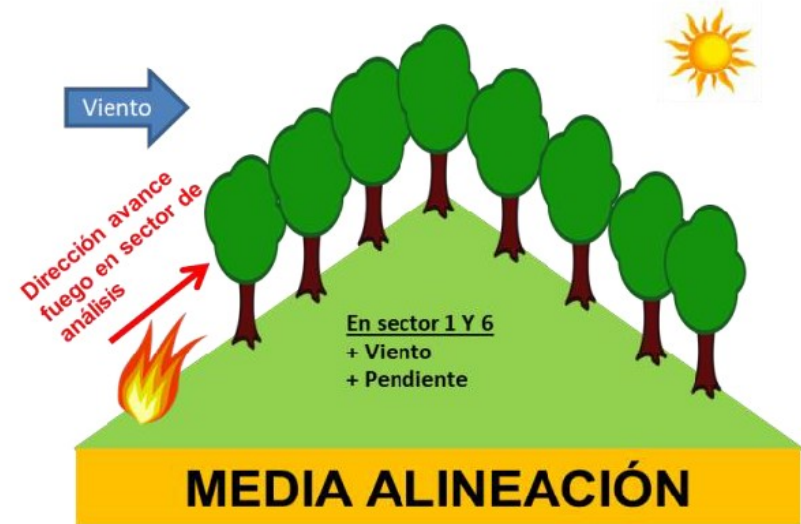 Viento
Dirección avance
fuego en sector de
análisis
En sector 1 Y 6
+ Viento
+ Pendiente
MEDIA ALINEACIÓN